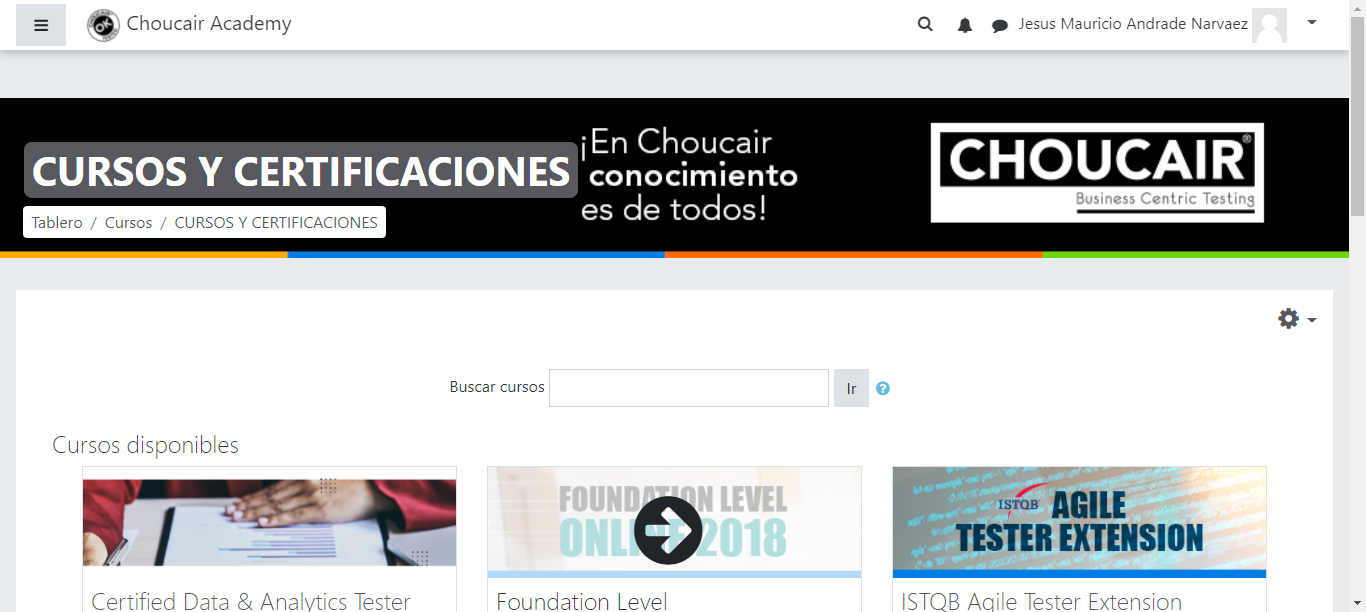 Choucair Academy
Jesus Mauricio Andrade Narvaez
CURSOS Y CERTIFICACIONES
¡En Choucair
conocimiento
es de todos!
CHOUCAIR®
Business Centric Testing
Tablero / Cursos / CURSOS Y CERTIFICACIONES
Buscar cursos
Ir
Cursos disponibles
FOUNDATION LEVEL
ONLINE 2018
ISTQB AGILE
TESTER EXTENSION
Certified Data & Analytics Tester
Foundation Level
ISTQB Agile Tester Extension